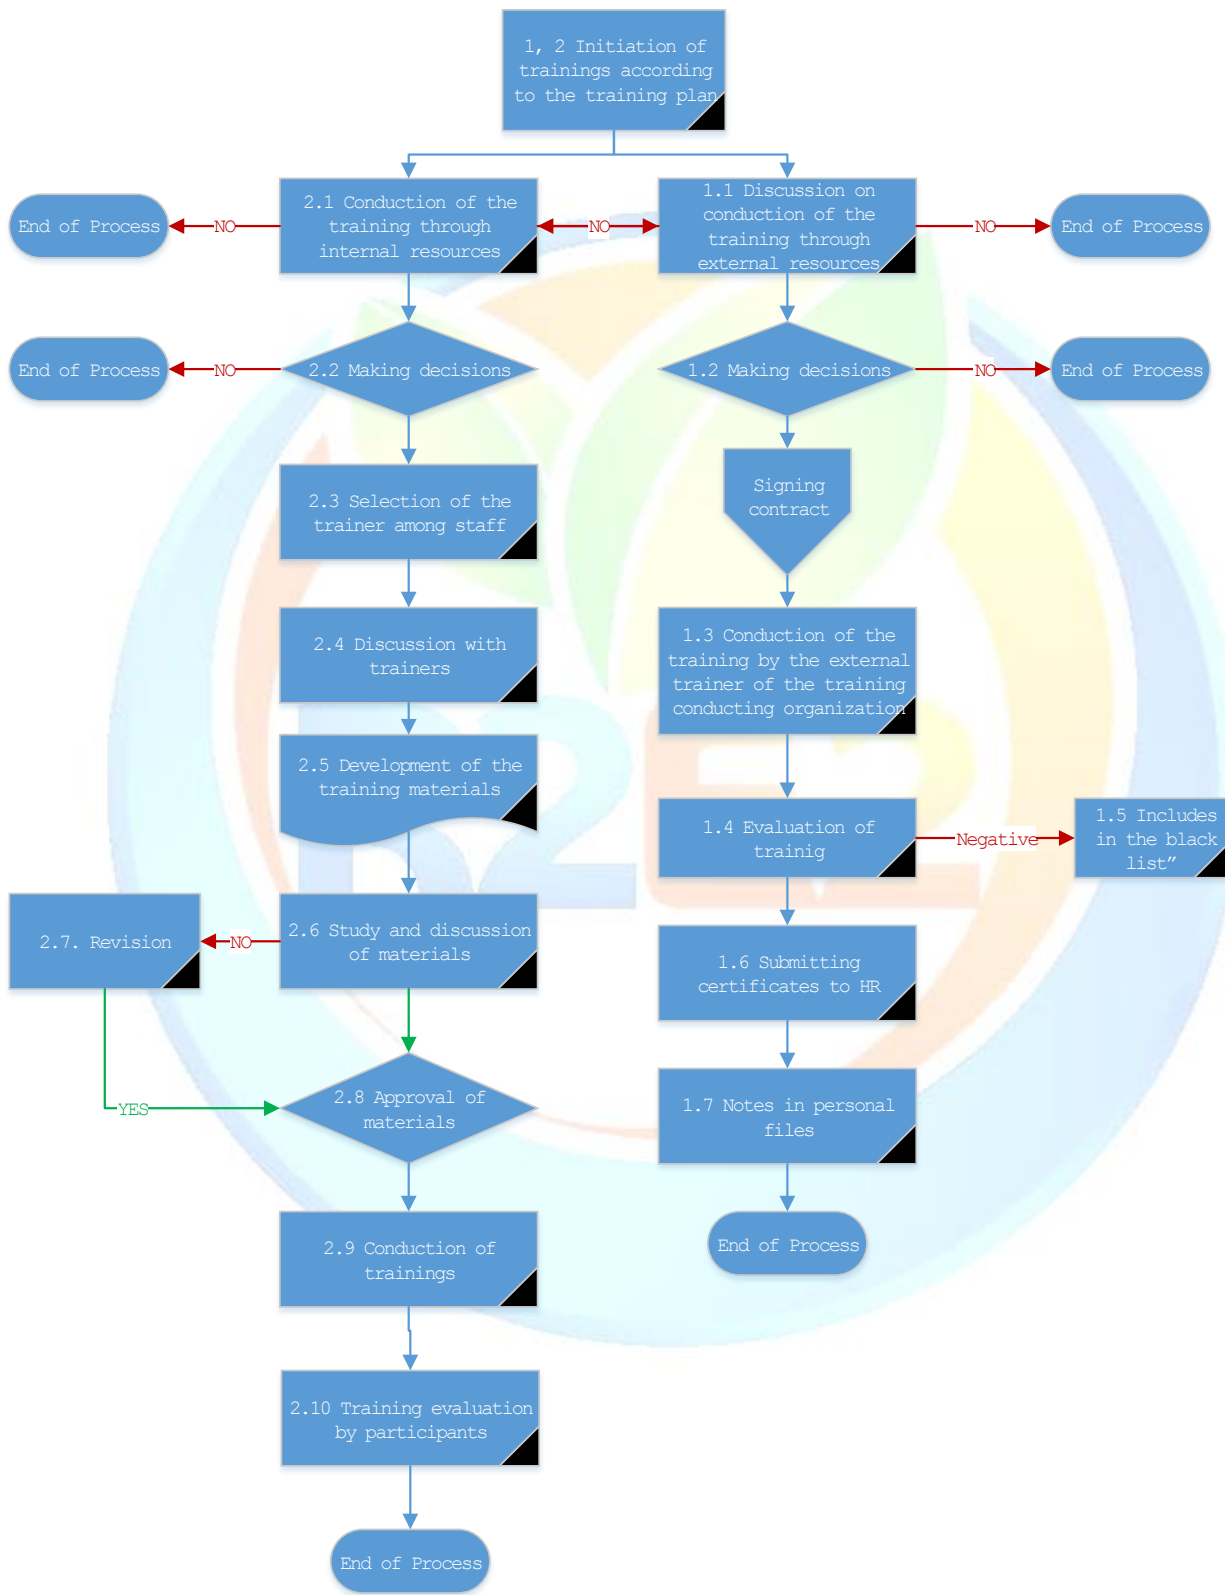 1, 2 Initiation of
trainings according
to the training plan
End of Process
NO
2.1 Conduction of the
training through
internal resources
NO
1.1 Discussion on
conduction of the
training through
external resources
NO
End of Process
End of Process
NO
2.2 Making decisions
1.2 Making decisions
NO
End of Process
2.3 Selection of the
trainer among staff
Signing
contract
2.4 Discussion with
trainers
1.3 Conduction of the
training by the external
trainer of the training
conducting organization
2.5 Development of the
training materials
1.4 Evaluation of
trainig
Negative
1.5 Includes
in the black
list”
2.7. Revision
NO
2.6 Study and discussion
of materials
1.6 Submitting
certificates to HR
YES
2.8 Approval of
materials
1.7 Notes in personal
files
2.9 Conduction of
trainings
End of Process
2.10 Training evaluation
by participants
End of Process
R2E2